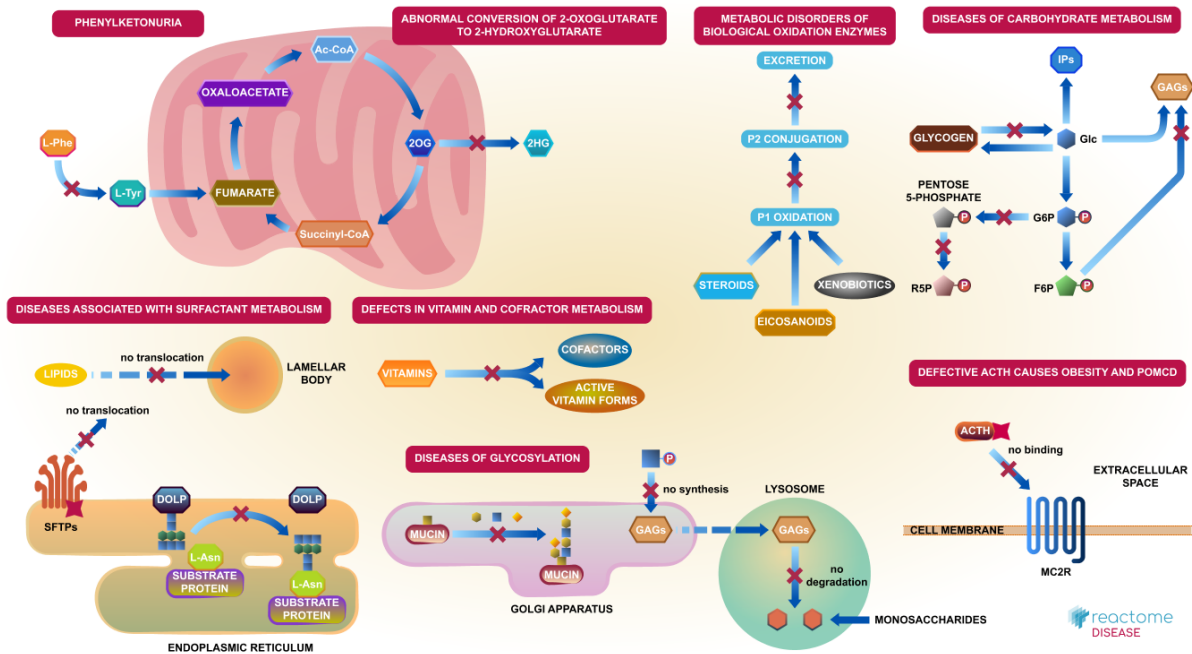 PHENYLKETONURIA
ABNORMAL CONVERSION OF 2-OXOGLUTARATE
TO 2-HYDROXYGLUTARATE
METABOLIC DISORDERS OF
BIOLOGICAL OXIDATION ENZYMES
DISEASES OF CARBOHYDRATE METABOLISM
Ac-CoA
OXALOACETATE
L-Phe
2OG
2HG
L-Tyr
FUMARATE
Succinyl-CoA
EXCRETION
P2 CONJUGATION
P1 OXIDATION
STEROIDS
XENOBIOTICS
EICOSANOIDS
IPs
GAGs
GLYCOGEN
Glc
PENTOSE
5-PHOSPHATE
P
G6P
P
R5P
P
F6P
P
DISEASES ASSOCIATED WITH SURFACTANT METABOLISM
LIPIDS
no translocation
LAMELLAR
BODY
no translocation
SFTPs
DEFECTS IN VITAMIN AND COFRACTOR METABOLISM
VITAMINS
COFACTORS
ACTIVE
VITAMIN FORMS
DEFECTIVE ACTH CAUSES OBESITY AND POMCD
ACTH
no binding
EXTRACELLULAR
SPACE
CELL MEMBRANE
MC2R
DOLP
DOLP
L-Asn
SUBSTRATE
PROTEIN
L-Asn
SUBSTRATE
PROTEIN
ENDOPLASMIC RETICULUM
DISEASES OF GLYCOSYLATION
P
no synthesis
MUCIN
MUCIN
GAGs
GOLGI APPARATUS
LYSOSOME
GAGs
no
degradation
MONOSACCHARIDES
reactome
DISEASE